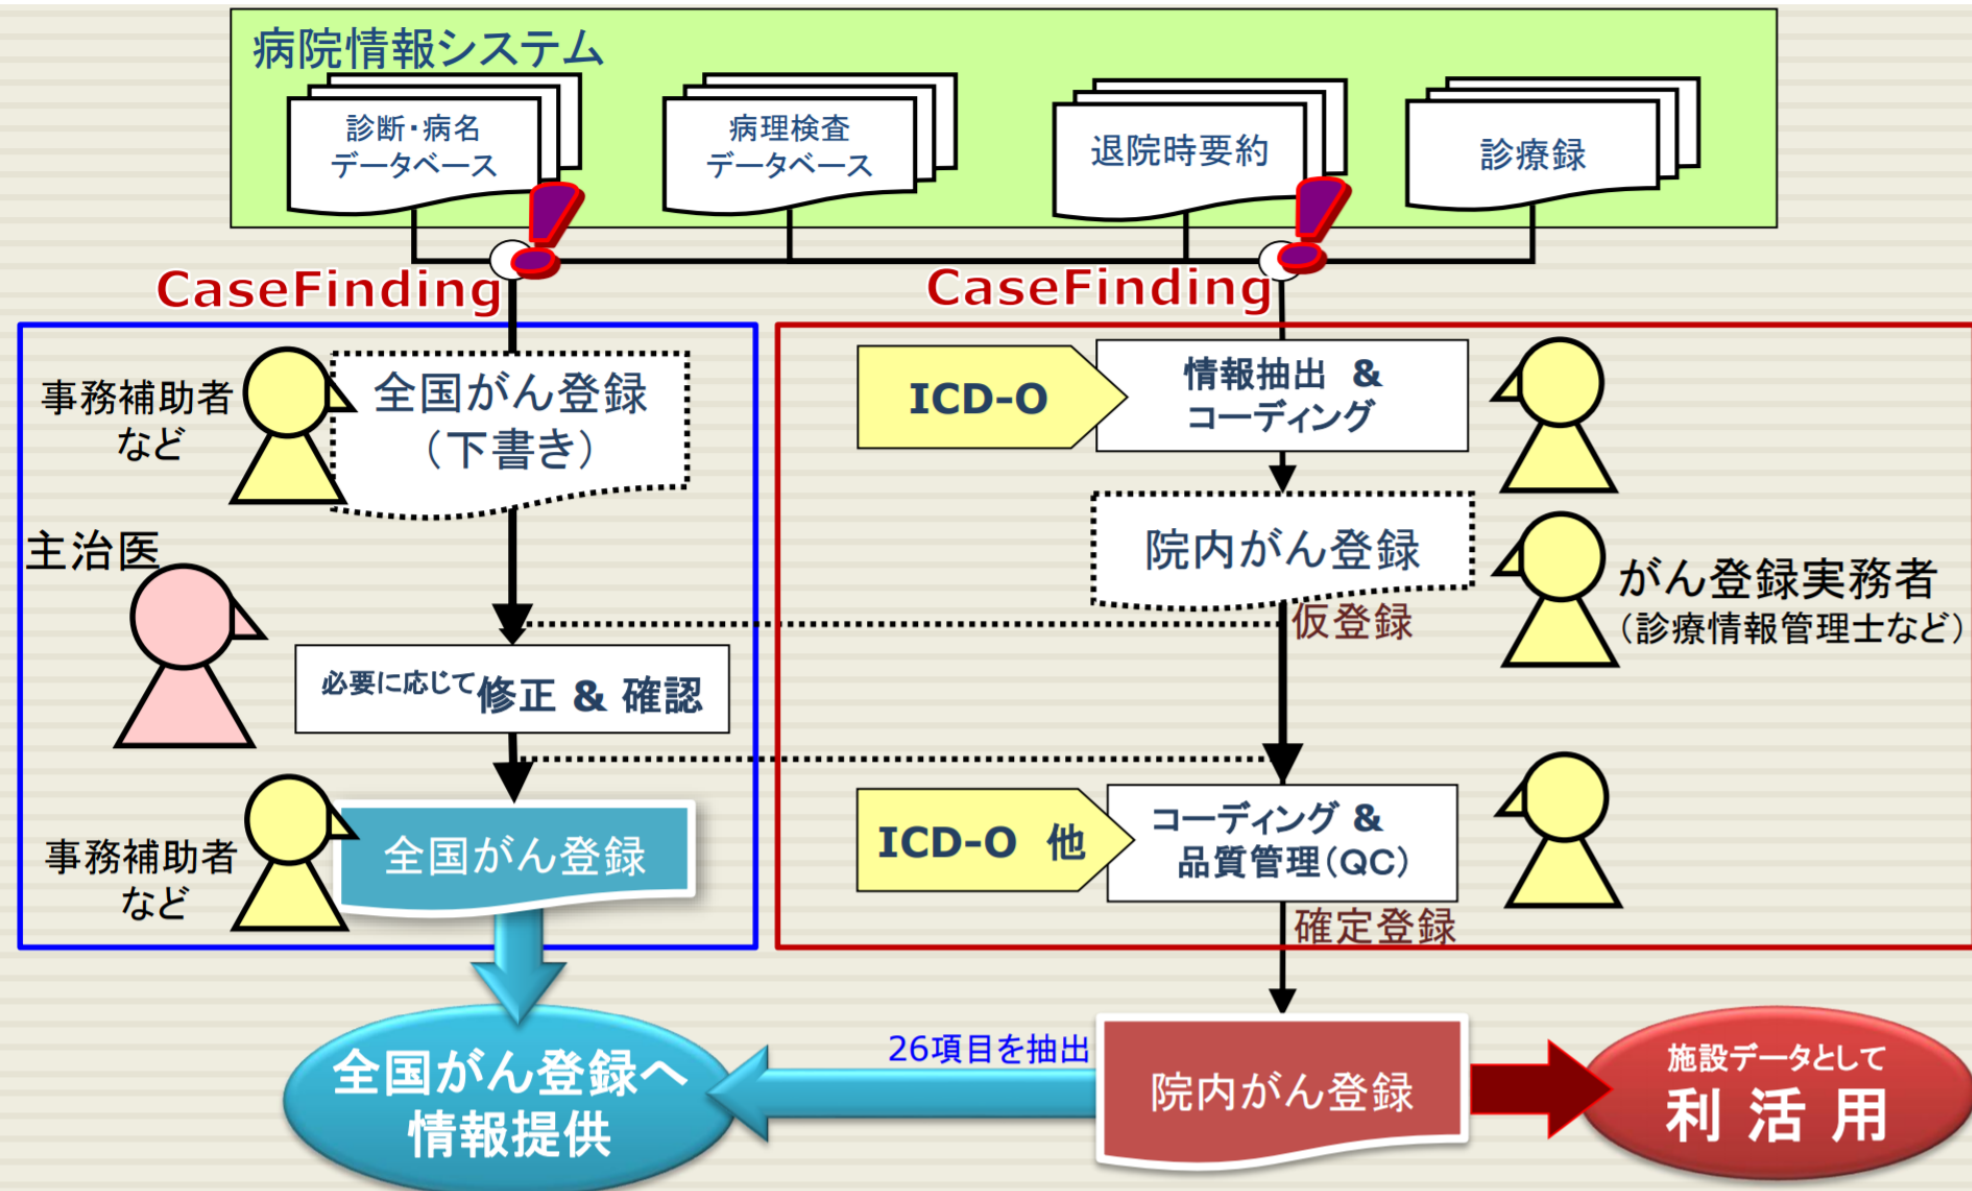 病院情報システム
診断・病名
データベース
病理検査
データベース
退院時要約
診療録
CaseFinding
CaseFinding
事務補助者
など
全国がん登録
(下書き)
主治医
必要に応じて修正 & 確認
事務補助者
など
全国がん登録
ICD-O
情報抽出 &
コーディング
院内がん登録
仮登録
がん登録実務者
(診療情報管理士など)
ICD-O 他
コーディング &
品質管理(QC)
確定登録
全国がん登録へ
情報提供
26項目を抽出
院内がん登録
施設データとして
利 活 用